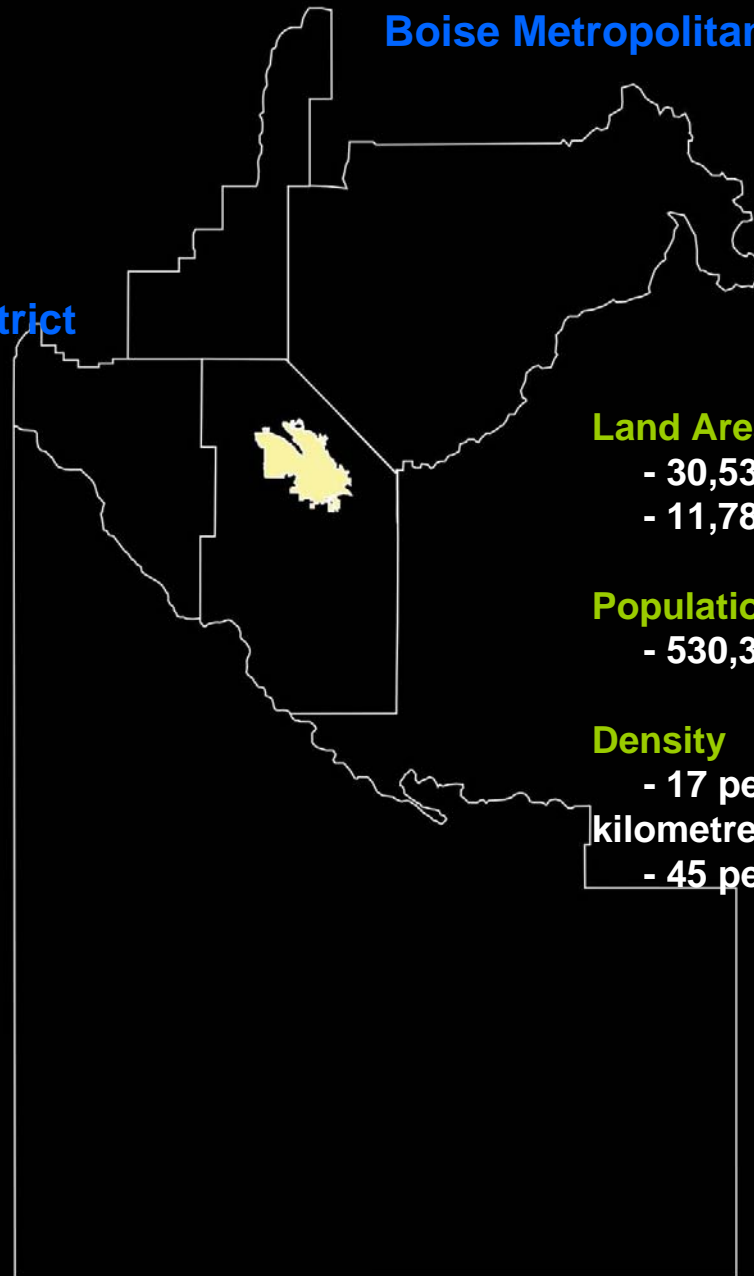 Boise Metropolitan
trict
Land Are
- 30,53
- 11,78
Populatio
- 530,3
Density
- 17 pe
kilometre
- 45 pe